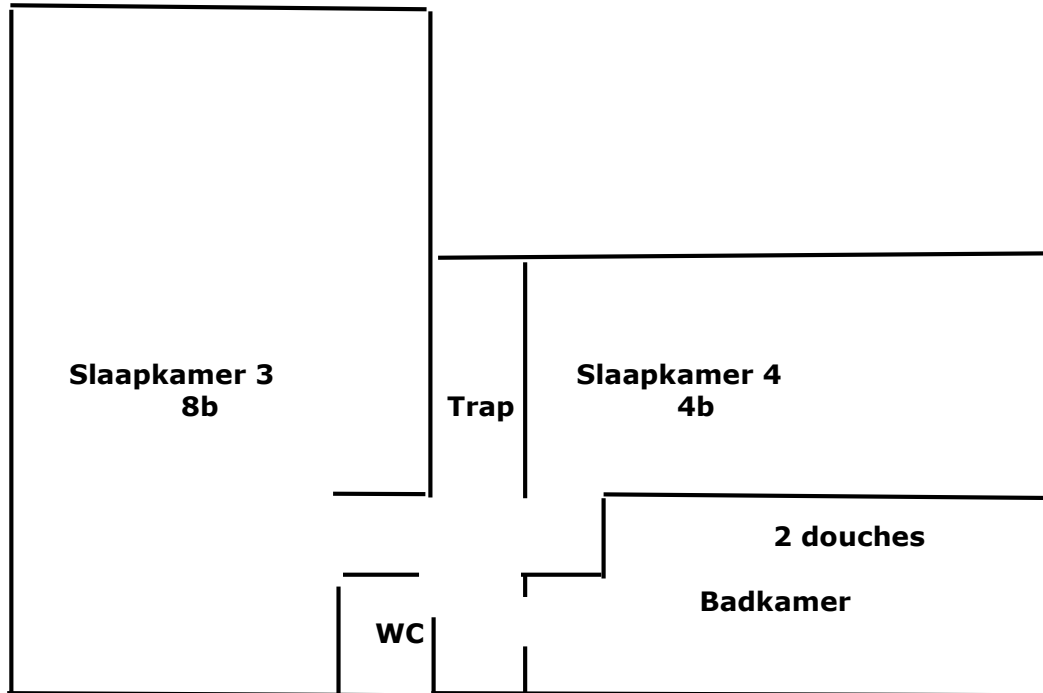 Slaapkamer 3
8b
Trap
Slaapkamer 4
4b
2 douches
Badkamer
WC